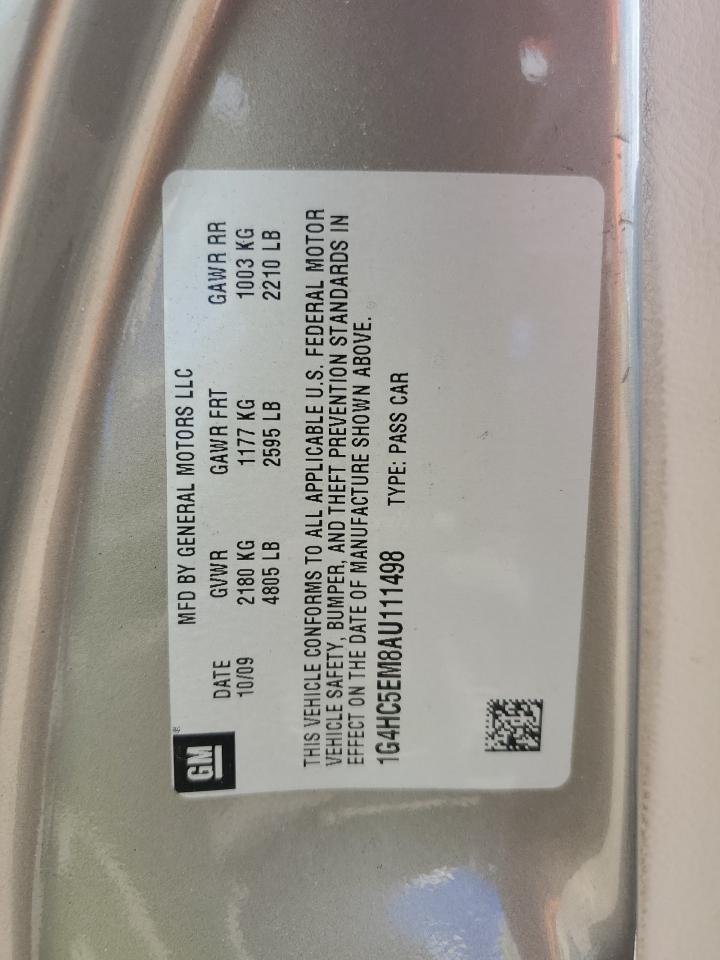 GM
MFD BY GENERAL MOTORS LLC
DATE GVWR GAWR FRT GAWR RR
10/09 2180 KG 1177 KG 1003 KG
4805 LB 2595 LB 2210 LB
THIS VEHICLE CONFORMS TO ALL APPLICABLE U.S. FEDERAL MOTOR
VEHICLE SAFETY, BUMPER, AND THEFT PREVENTION STANDARDS IN
EFFECT ON THE DATE OF MANUFACTURE SHOWN ABOVE.
1G4HC5EM8AU111498 TYPE: PASS CAR